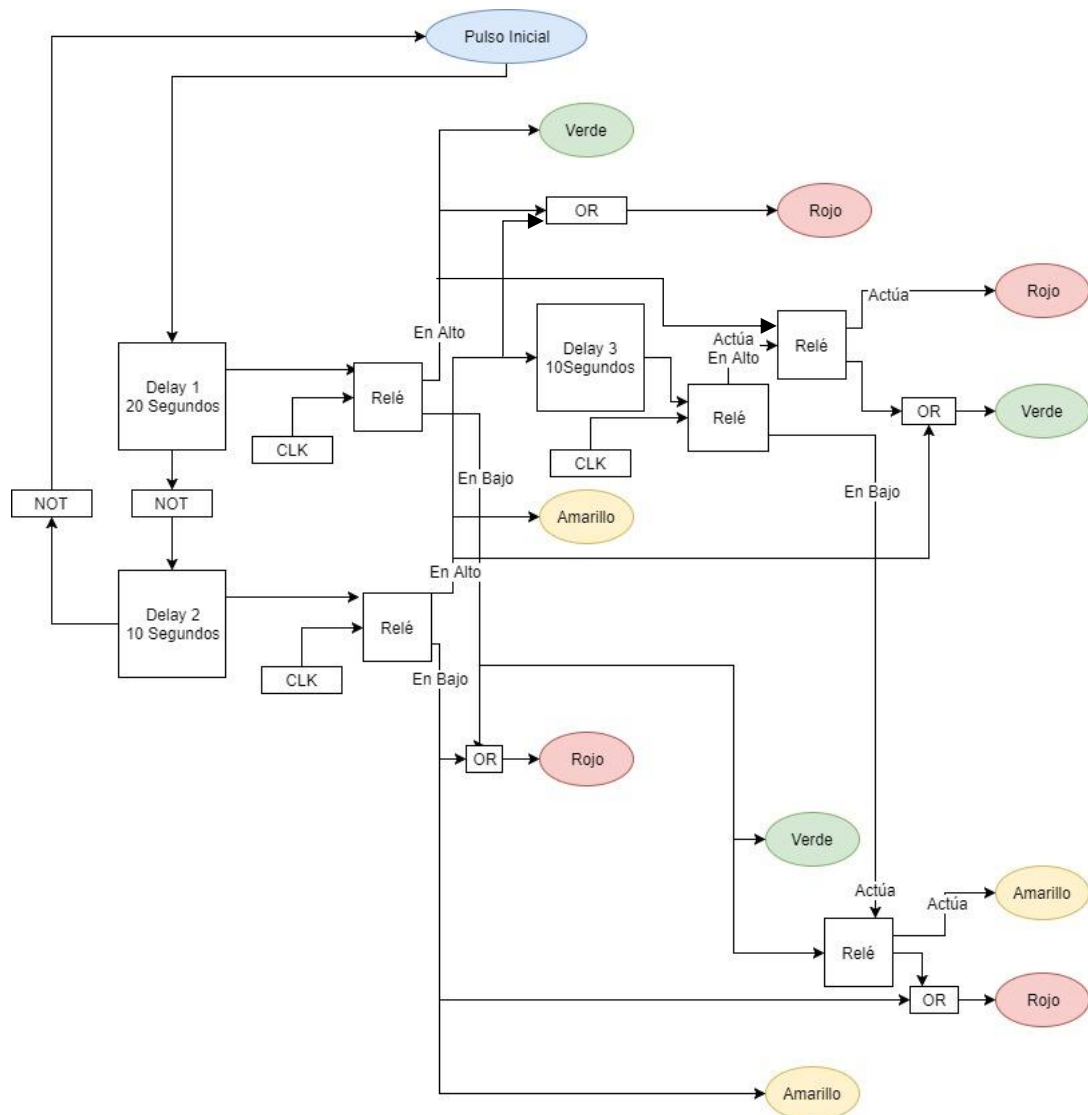 Pulso Inicial
Verde
OR
Rojo
Rojo
Actúa
En Alto
Delay 3
10Segundos
Actúa
En Alto
Relé
Delay 1
20 Segundos
Relé
Relé
OR
Verde
CLK
CLK
En Bajo
En Bajo
NOT
NOT
Amarillo
En Alto
Delay 2
10 Segundos
Relé
En Bajo
CLK
OR
Rojo
Verde
Actúa
Actúa
Amarillo
Relé
OR
Rojo
Amarillo